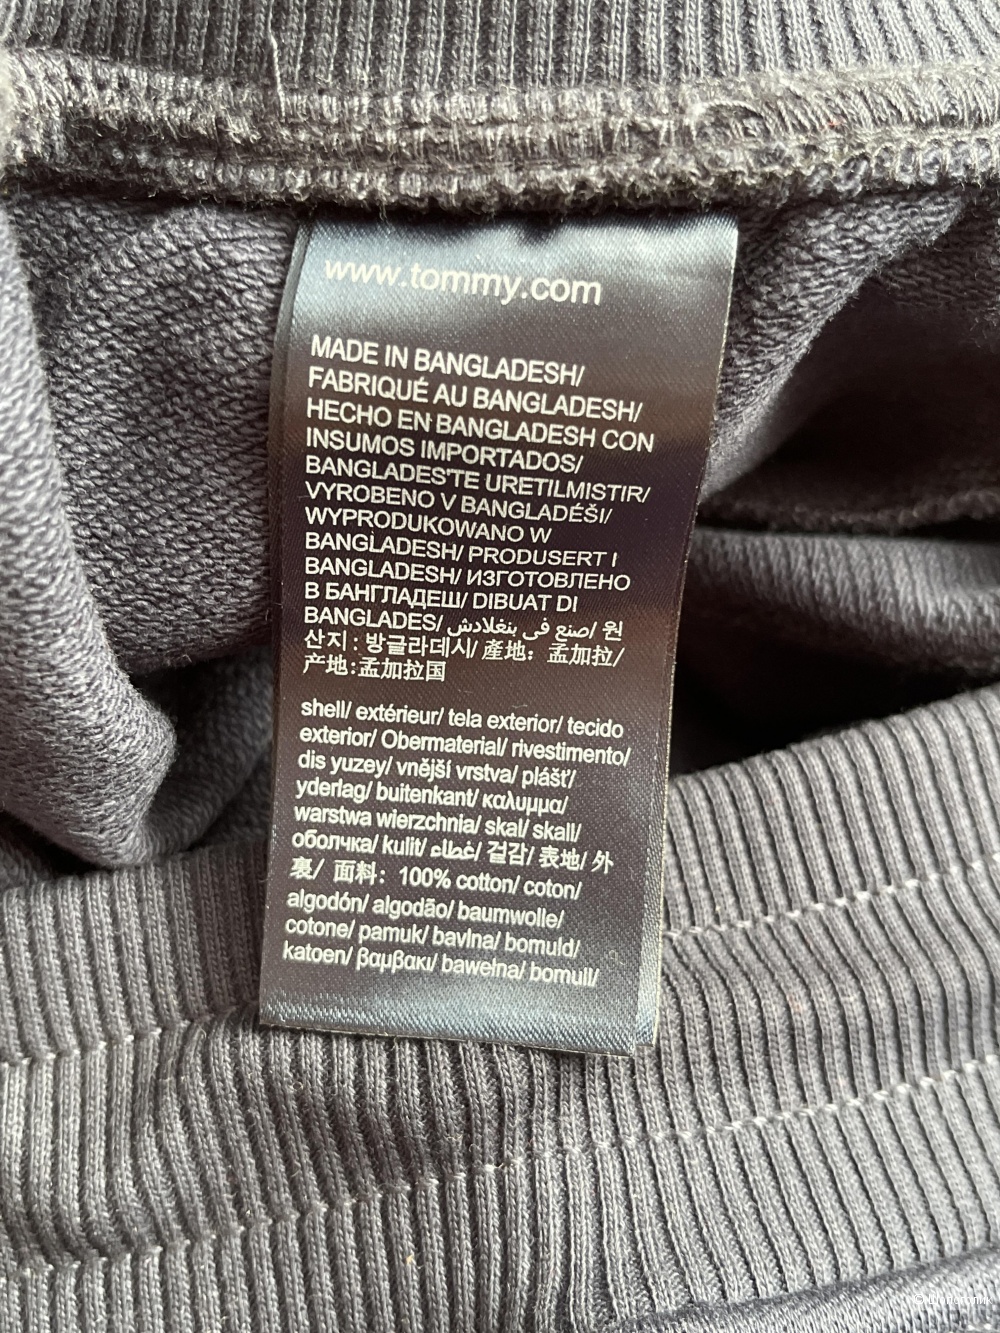 www.tommy.com
MADE IN BANGLADESH/
FABRIQUÉ AU BANGLADESH/
HECHO EN BANGLADESH CON
INSUMOS IMPORTADOS/
BANGLADES'TE URETILMISTIR/
VYROBENO V BANGLADÉŠI/
WYPRODUKOWANO W
BANGLADESH/ PRODUSERT I
BANGLADESH/ ИЗГОТОВЛЕНО
В БАНГЛАДЕШ/ DIBUAT DI
BANGLADES/ صنع فى بنغلادش/ 원
산지 : 방글라데시/ 產地：孟加拉/
产地:孟加拉国
shell/ extérieur/ tela exterior/ tecido
exterior/ Obermaterial/ rivestimento/
dis yuzey/ vnější vrstva/ plášť/
yderlag/ buitenkant/ καλυμμα/
warstwa wierzchnia/ skal/ skall/
оболчка/ kulit/ غطاء/ 겉감/ 表地/ 外
裏/ 面料：100% cotton/ coton/
algodón/ algodão/ baumwolle/
cotone/ pamuk/ bavlna/ bomuld/
katoen/ βαμβακι/ bawełna/ bomull/